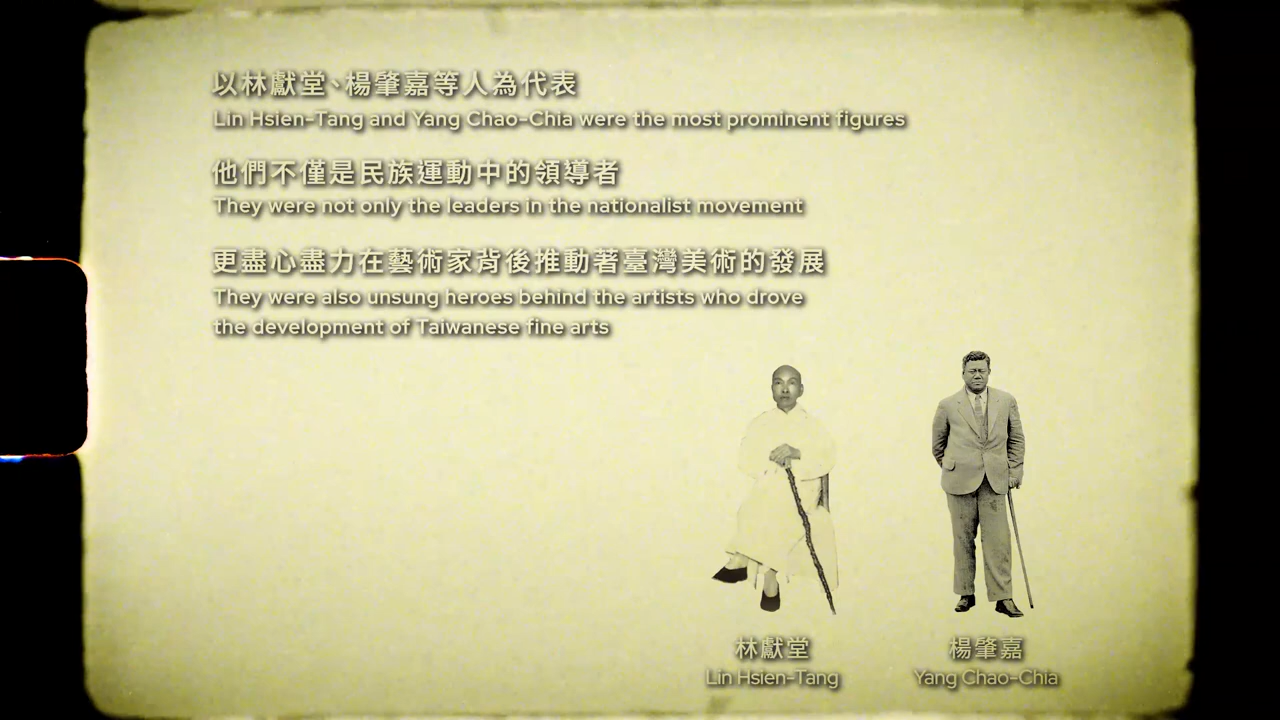 以林獻堂、楊肇嘉等人為代表
Lin Hsien-Tang and Yang Chao-Chia were the most prominent figures
他們不僅是民族運動中的領導者
They were not only the leaders in the nationalist movement
更盡心盡力在藝術家背後推動著臺灣美術的發展
They were also unsung heroes behind the artists who drove
the development of Taiwanese fine arts
林獻堂
Lin Hsien-Tang
楊肇嘉
Yang Chao-Chia